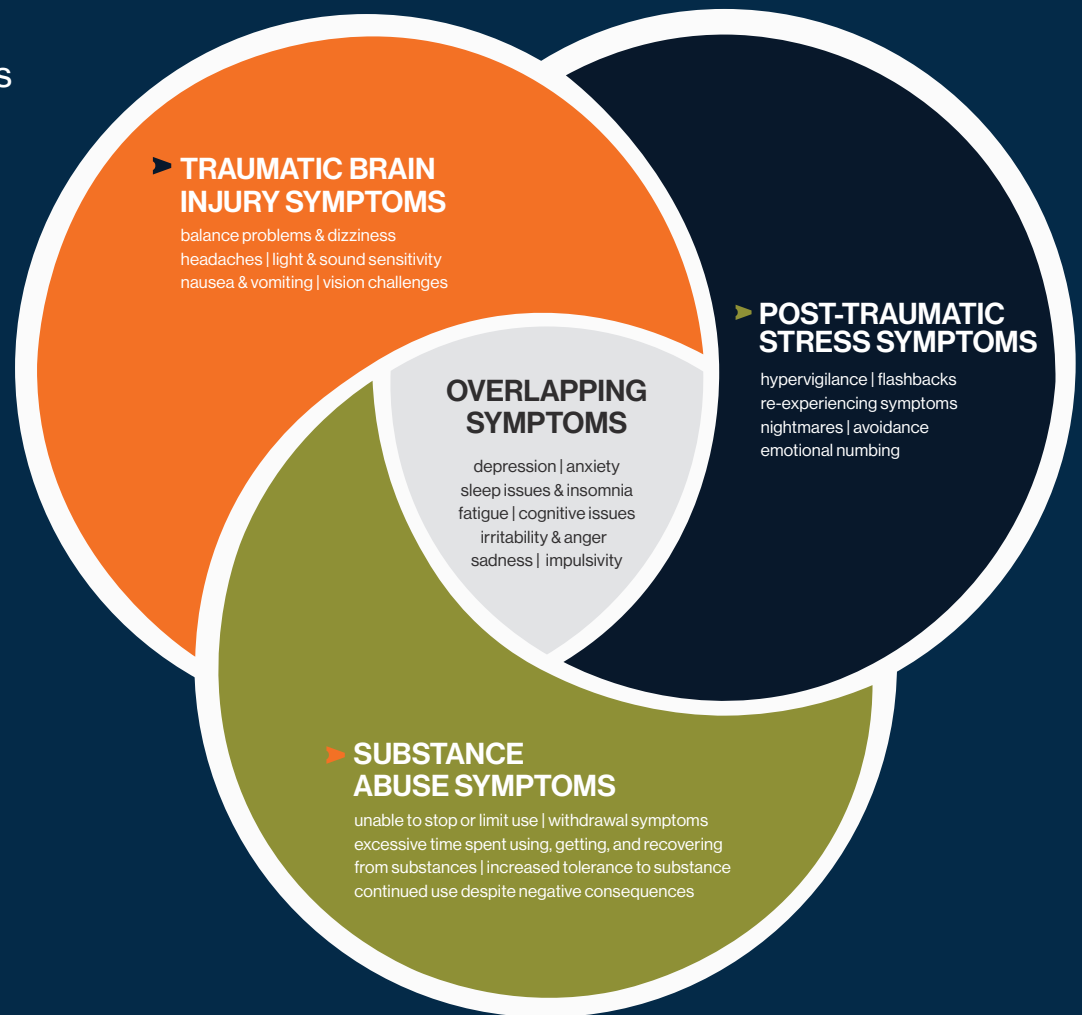 s
TRAUMATIC BRAIN
INJURY SYMPTOMS
balance problems & dizziness
headaches | light & sound sensitivity
nausea & vomiting | vision challenges
POST-TRAUMATIC
STRESS SYMPTOMS
hypervigilance | flashbacks
re-experiencing symptoms
nightmares | avoidance
emotional numbing
OVERLAPPING
SYMPTOMS
depression | anxiety
sleep issues & insomnia
fatigue | cognitive issues
irritability & anger
sadness | impulsivity
SUBSTANCE
ABUSE SYMPTOMS
unable to stop or limit use | withdrawal symptoms
excessive time spent using, getting, and recovering
from substances | increased tolerance to substance
continued use despite negative consequences